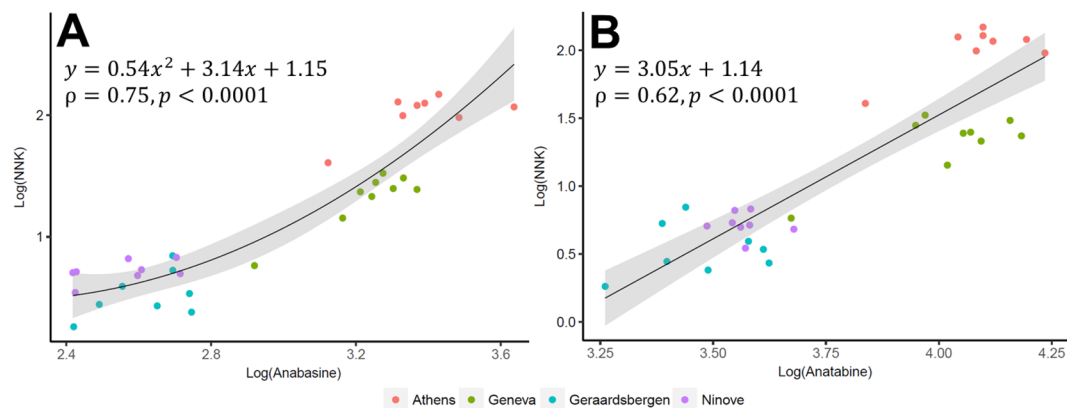 A
y = 0.54x² + 3.14x + 1.15
ρ = 0.75, p < 0.0001
Log(NNK)
2
1
2.4 2.8 3.2 3.6
Log(Anabasine)
B
y = 3.05x + 1.14
ρ = 0.62, p < 0.0001
Log(NNK)
2.0
1.5
1.0
0.5
0.0
3.25 3.50 3.75 4.00 4.25
Log(Anatabine)
Athens Geneva Geraardsbergen Ninove